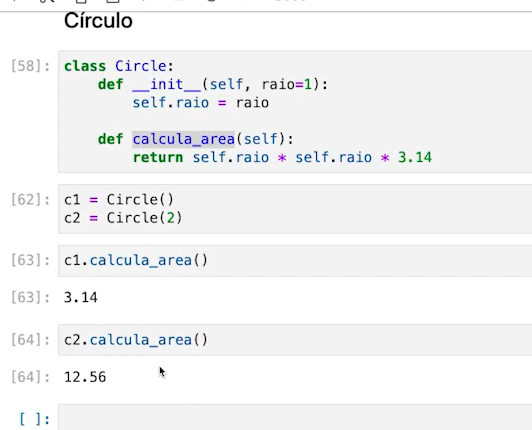 Círculo
[58]: class Circle:
    def __init__(self, raio=1):
        self.raio = raio

    def calcula_area(self):
        return self.raio * self.raio * 3.14
[62]: c1 = Circle()
c2 = Circle(2)
[63]: c1.calcula_area()
[63]: 3.14
[64]: c2.calcula_area()
[64]: 12.56
[ ]: